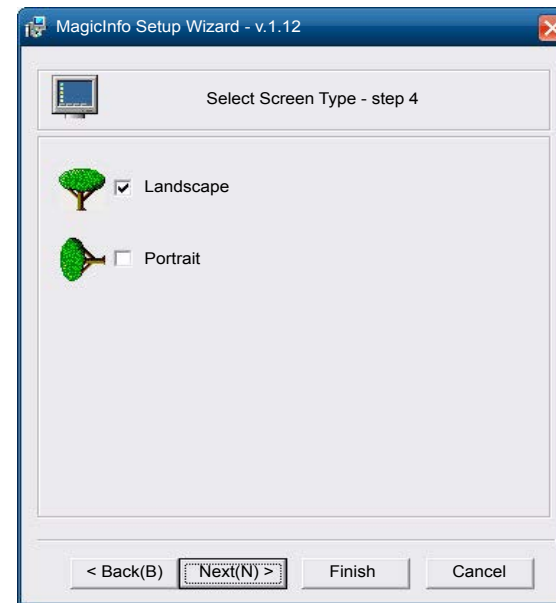 MagicInfo Setup Wizard - v.1.12
Select Screen Type - step 4
Landscape
Portrait
< Back(B) Next(N) > Finish Cancel